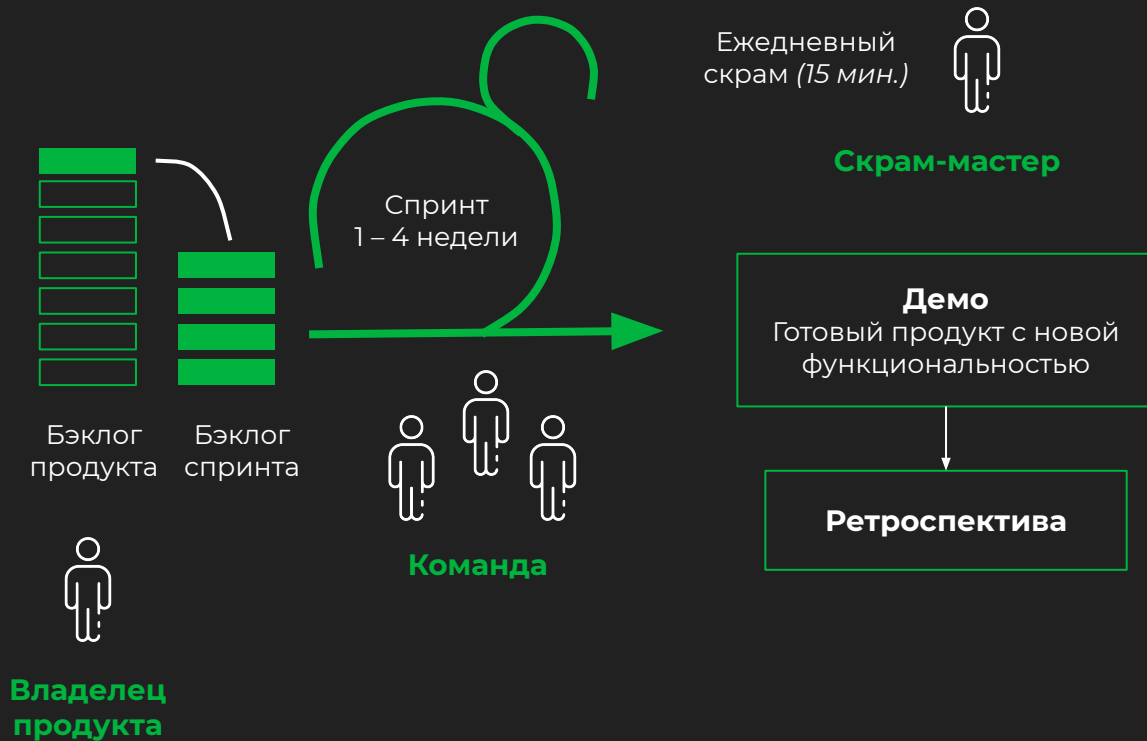 Ежедневный
скрам (15 мин.)
Скрам-мастер
Спринт
1 – 4 недели
Демо
Готовый продукт с новой
функциональностью
Бэклог
продукта
Бэклог
спринта
Ретроспектива
Команда
Владелец
продукта